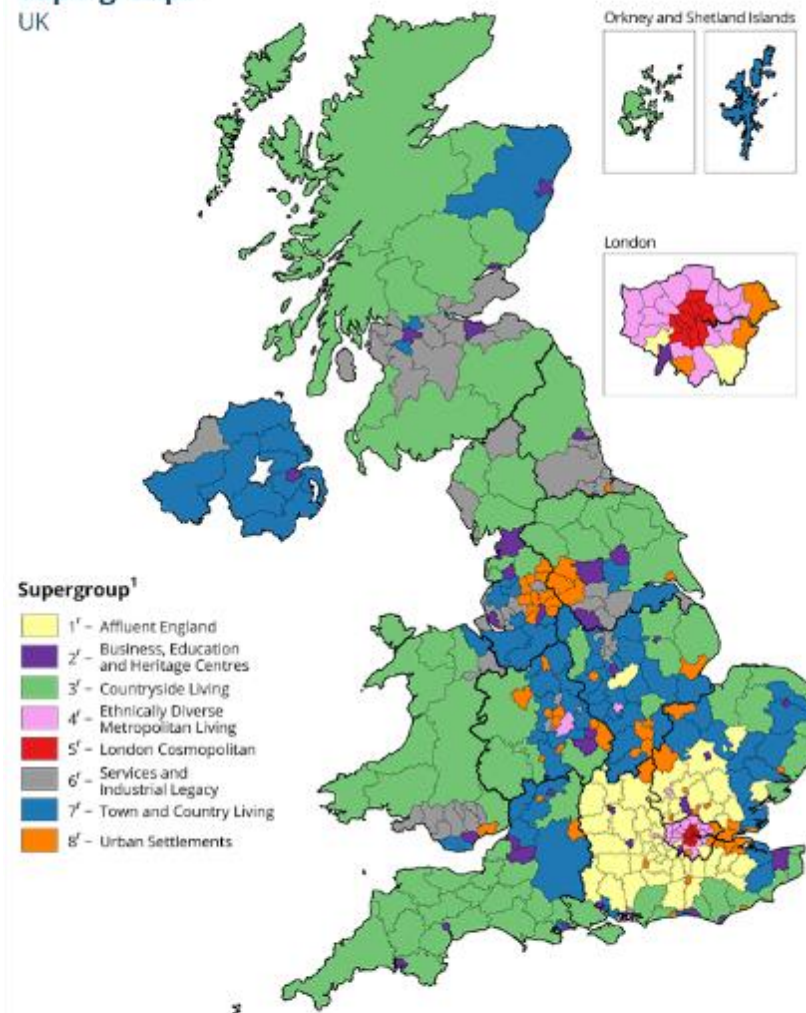 UK
Orkney and Shetland Islands
London
Supergroup¹
1ʳ – Affluent England
2ʳ – Business, Education
and Heritage Centres
3ʳ – Countryside Living
4ʳ – Ethnically Diverse
Metropolitan Living
5ʳ – London Cosmopolitan
6ʳ – Services and
Industrial Legacy
7ʳ – Town and Country Living
8ʳ – Urban Settlements